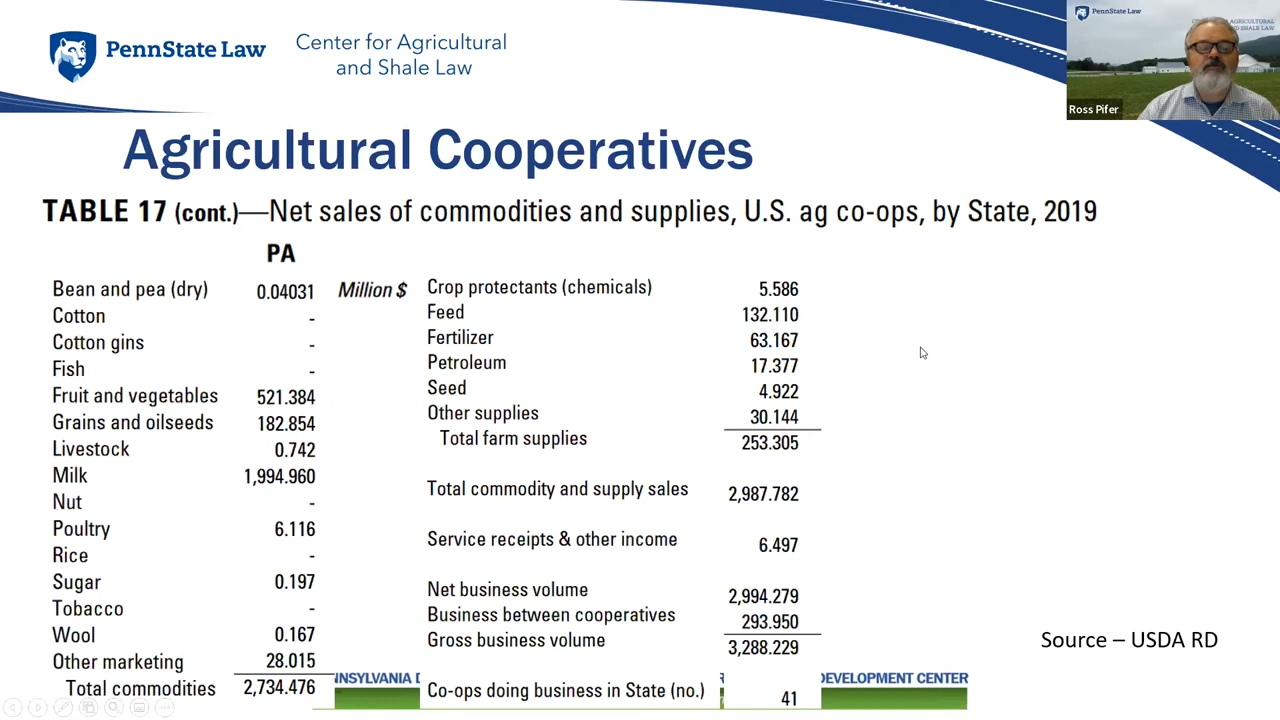 PennState Law
Center for Agricultural
and Shale Law
PennState Law
AND SHALE LAW
Ross Pifer
Agricultural Cooperatives
TABLE 17 (cont.)—Net sales of commodities and supplies, U.S. ag co-ops, by State, 2019
PA
Million $
Bean and pea (dry) 0.04031
Cotton -
Cotton gins -
Fish -
Fruit and vegetables 521.384
Grains and oilseeds 182.854
Livestock 0.742
Milk 1,994.960
Nut -
Poultry 6.116
Rice -
Sugar 0.197
Tobacco -
Wool 0.167
Other marketing 28.015
Total commodities 2,734.476
Crop protectants (chemicals) 5.586
Feed 132.110
Fertilizer 63.167
Petroleum 17.377
Seed 4.922
Other supplies 30.144
Total farm supplies 253.305
Total commodity and supply sales 2,987.782
Service receipts & other income 6.497
Net business volume 2,994.279
Business between cooperatives 293.950
Gross business volume 3,288.229
Co-ops doing business in State (no.) 41
Source – USDA RD